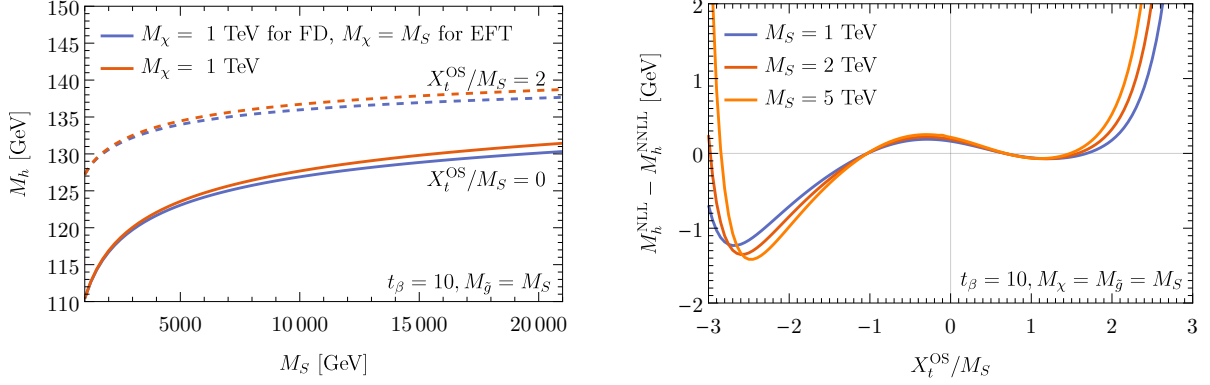 150
145
140
135
130
125
120
115
110
M_h [GeV]
M_χ = 1 TeV for FD, M_χ = M_S for EFT
M_χ = 1 TeV
X_t^OS/M_S = 2
X_t^OS/M_S = 0
t_β = 10, M_g̃ = M_S
5000 10 000 15 000 20 000
M_S [GeV]
2
1
0
−1
−2
M_h^NLL − M_h^NNLL [GeV]
M_S = 1 TeV
M_S = 2 TeV
M_S = 5 TeV
t_β = 10, M_χ = M_g̃ = M_S
−3 −2 −1 0 1 2 3
X_t^OS/M_S